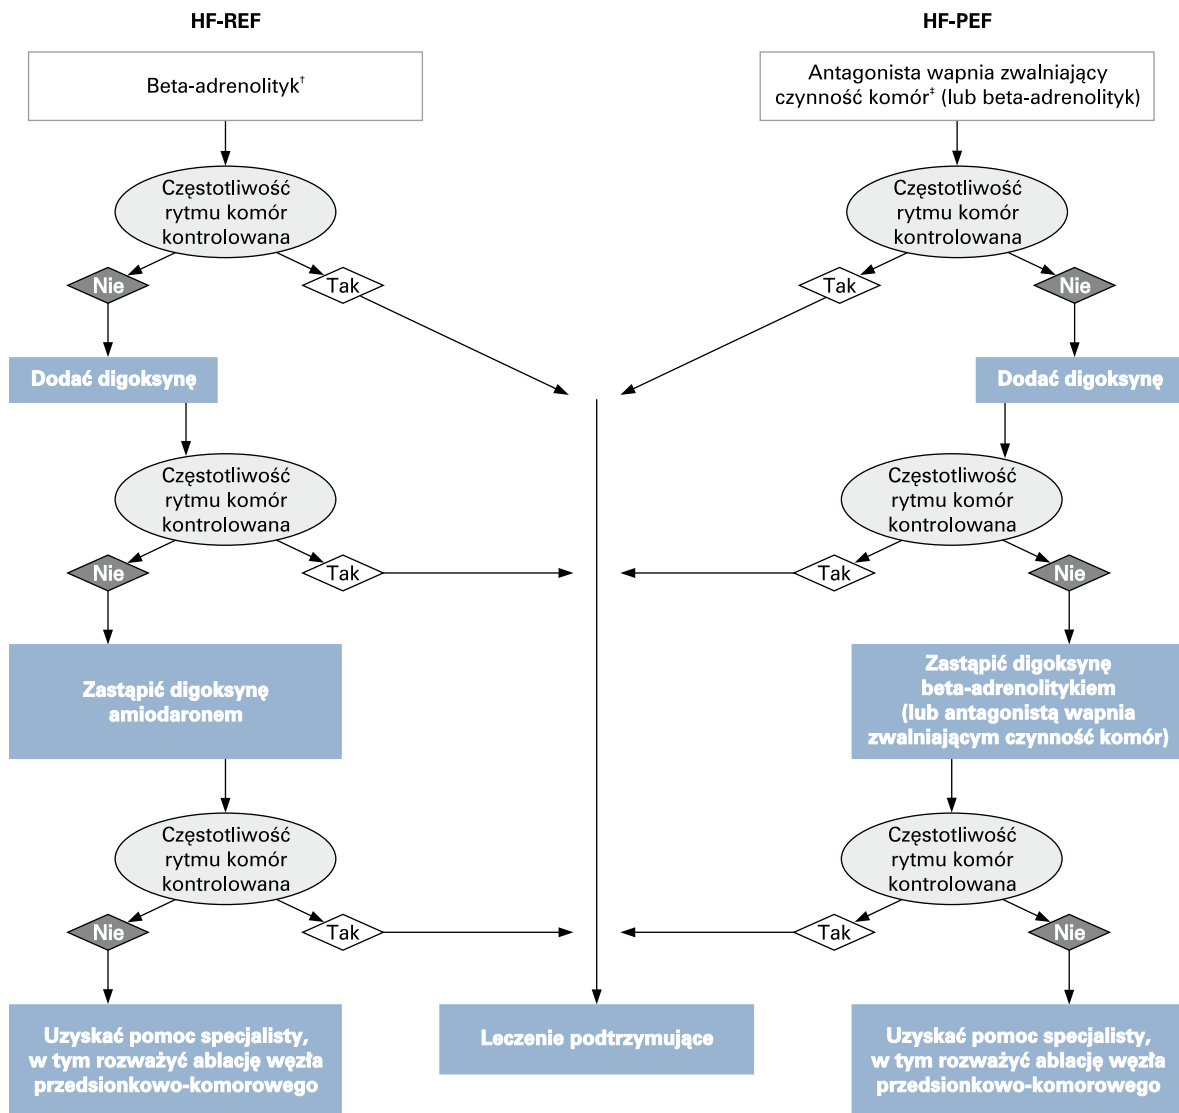 HF-REF
HF-PEF
Beta-adrenolityk†
Antagonista wapnia zwalniający
czynność komór‡ (lub beta-adrenolityk)
Częstotliwość
rytmu komór
kontrolowana
Częstotliwość
rytmu komór
kontrolowana
Nie
Tak
Tak
Nie
Dodać digoksynę
Dodać digoksynę
Częstotliwość
rytmu komór
kontrolowana
Częstotliwość
rytmu komór
kontrolowana
Nie
Tak
Tak
Nie
Zastąpić digoksynę
amiodaronem
Zastąpić digoksynę
beta-adrenolitykiem
(lub antagonistą wapnia
zwalniającym czynność komór)
Częstotliwość
rytmu komór
kontrolowana
Częstotliwość
rytmu komór
kontrolowana
Nie
Tak
Tak
Nie
Uzyskać pomoc specjalisty,
w tym rozważyć ablację węzła
przedsionkowo-komorowego
Leczenie podtrzymujące
Uzyskać pomoc specjalisty,
w tym rozważyć ablację węzła
przedsionkowo-komorowego